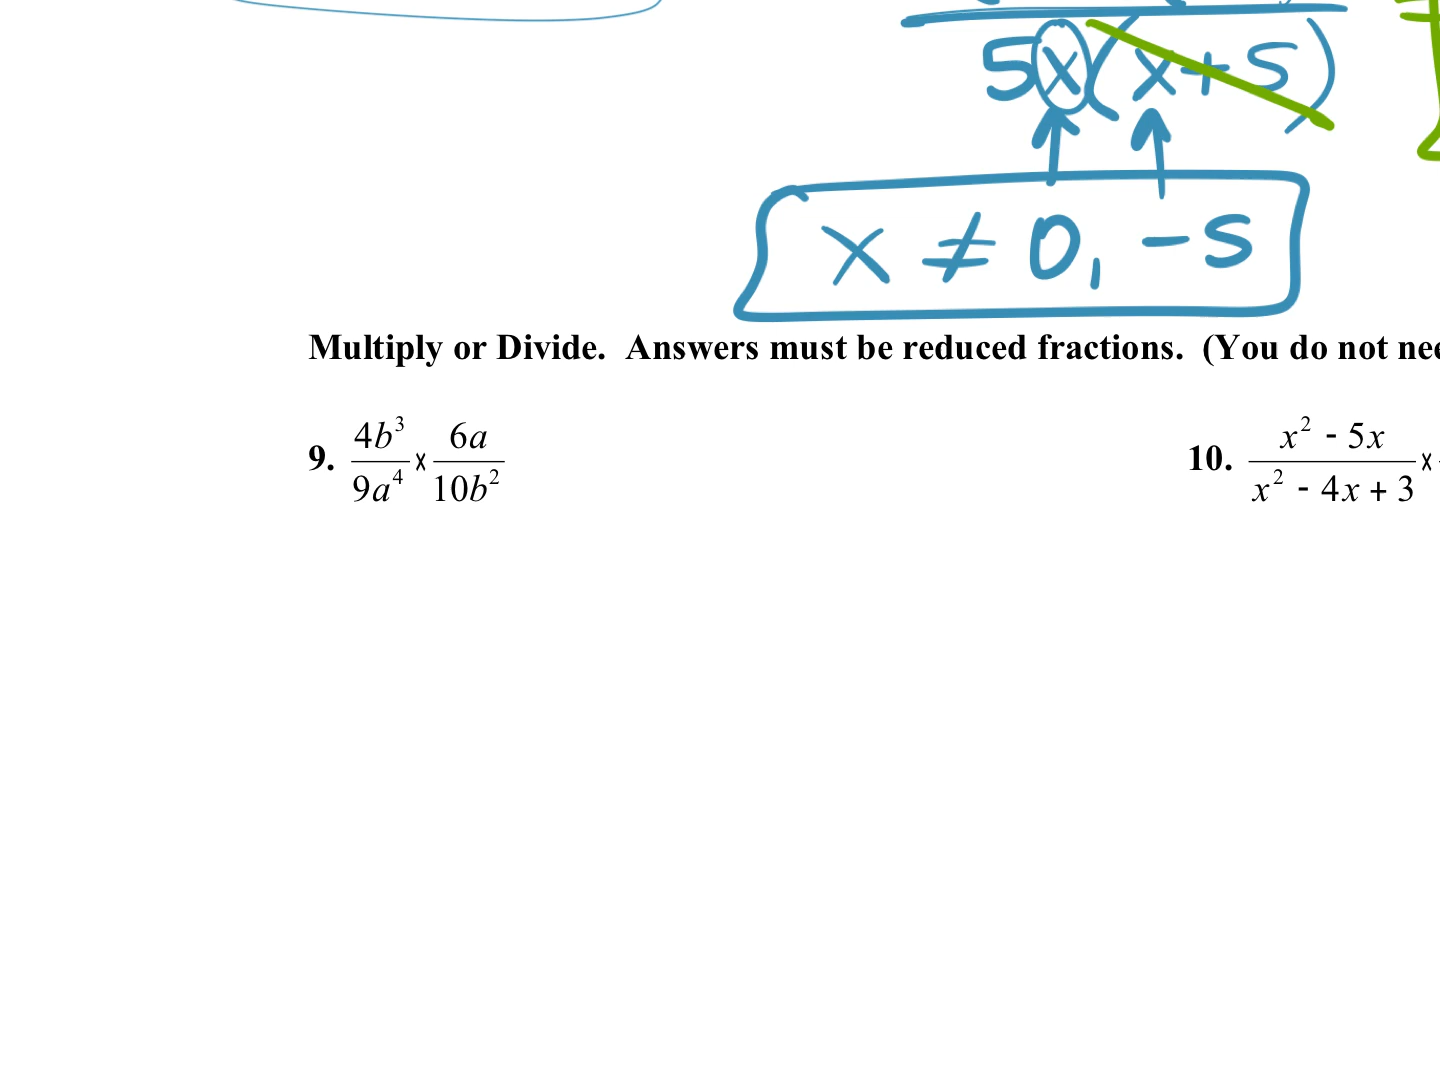 5x(x+5)
x ≠ 0, -5
Multiply or Divide. Answers must be reduced fractions. (You do not
9. 4b³/9a⁴ × 6a/10b²
10. x² - 5x/x² - 4x + 3 ×